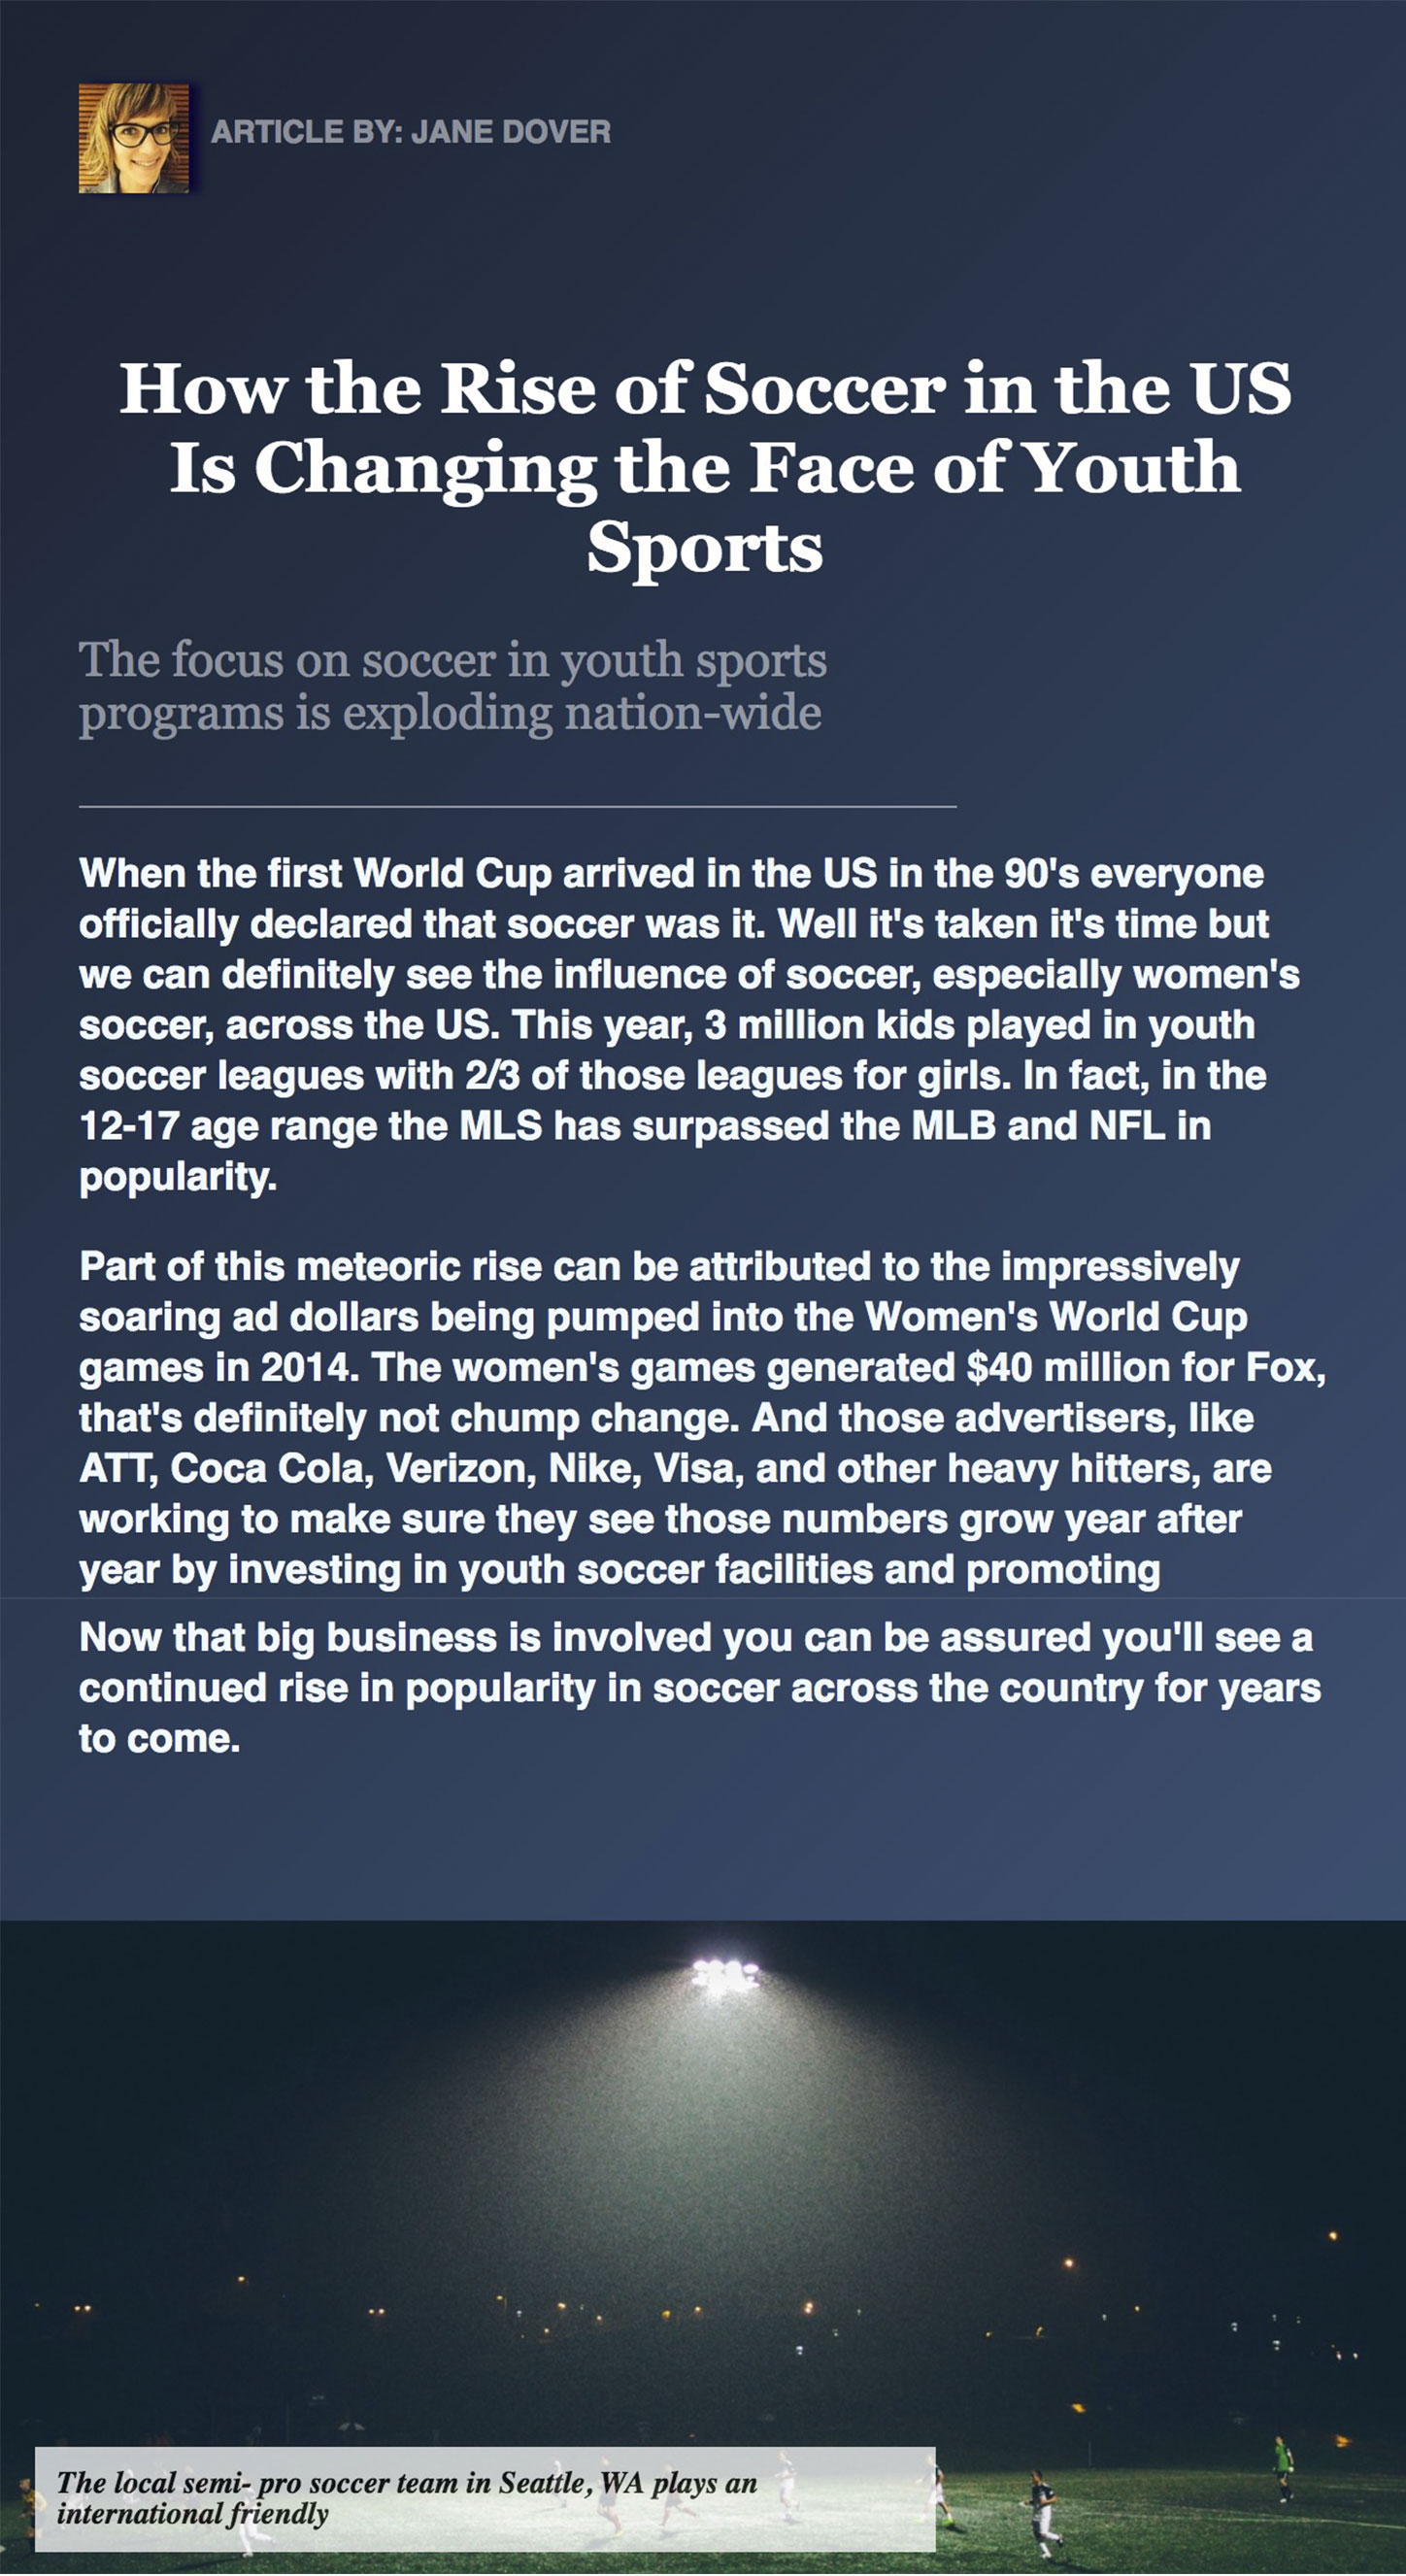 ARTICLE BY: JANE DOVER
How the Rise of Soccer in the US
Is Changing the Face of Youth
Sports
The focus on soccer in youth sports
programs is exploding nation-wide
When the first World Cup arrived in the US in the 90's everyone
officially declared that soccer was it. Well it's taken it's time but
we can definitely see the influence of soccer, especially women's
soccer, across the US. This year, 3 million kids played in youth
soccer leagues with 2/3 of those leagues for girls. In fact, in the
12-17 age range the MLS has surpassed the MLB and NFL in
popularity.
Part of this meteoric rise can be attributed to the impressively
soaring ad dollars being pumped into the Women's World Cup
games in 2014. The women's games generated $40 million for Fox,
that's definitely not chump change. And those advertisers, like
ATT, Coca Cola, Verizon, Nike, Visa, and other heavy hitters, are
working to make sure they see those numbers grow year after
year by investing in youth soccer facilities and promoting
Now that big business is involved you can be assured you'll see a
continued rise in popularity in soccer across the country for years
to come.
The local semi- pro soccer team in Seattle, WA plays an
international friendly